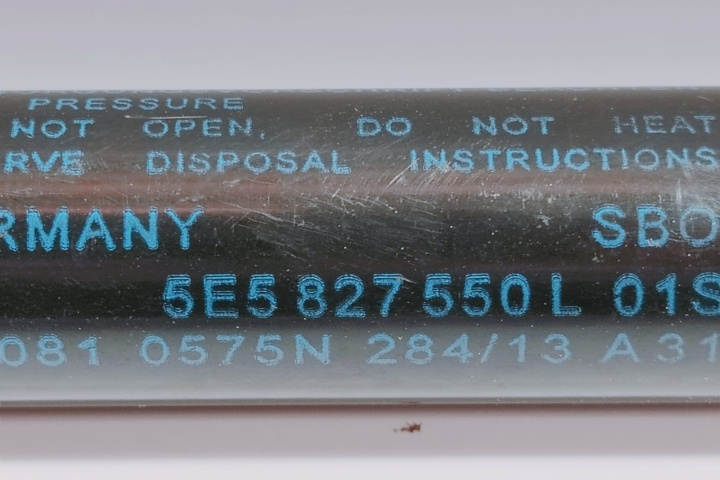 PRESSURE
NOT OPEN, DO NOT HEAT
RVE DISPOSAL INSTRUCTIONS
RMANY SBO
5E5 827 550 L 01S
081 0575N 284/13 A 31